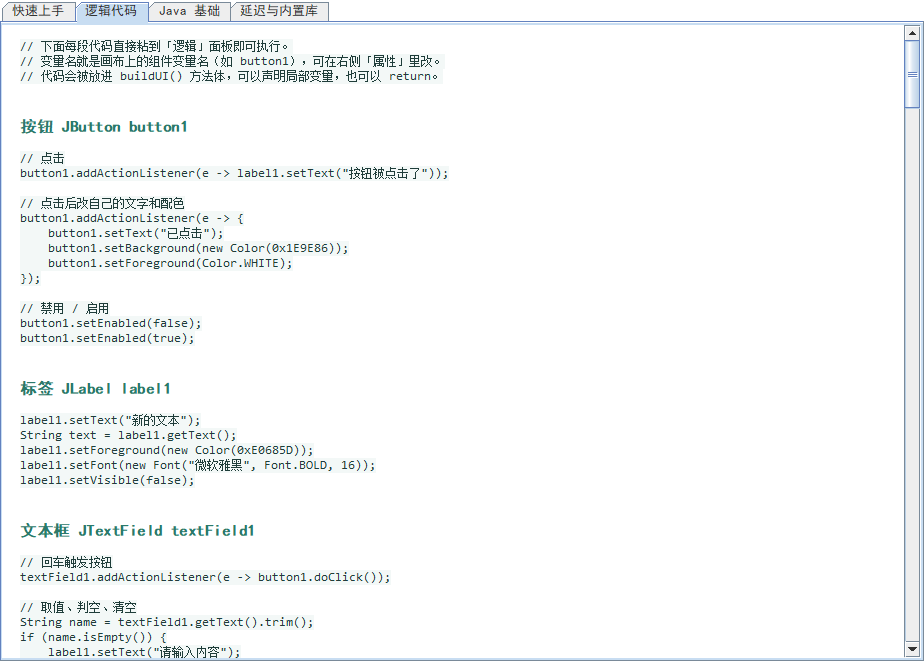 快速上手
逻辑代码
Java 基础
延迟与内置库
// 下面每段代码直接粘到「逻辑」面板即可执行。
// 变量名就是画布上的组件变量名（如 button1），可在右侧「属性」里改。
// 代码会被放进 buildUI() 方法体，可以声明局部变量，也可以 return。
按钮 JButton button1
// 点击
button1.addActionListener(e -> label1.setText("按钮被点击了"));
// 点击后改自己的文字和配色
button1.addActionListener(e -> {
    button1.setText("已点击");
    button1.setBackground(new Color(0x1E9E86));
    button1.setForeground(Color.WHITE);
});
// 禁用 / 启用
button1.setEnabled(false);
button1.setEnabled(true);
标签 JLabel label1
label1.setText("新的文本");
String text = label1.getText();
label1.setForeground(new Color(0xE0685D));
label1.setFont(new Font("微软雅黑", Font.BOLD, 16));
label1.setVisible(false);
文本框 JTextField textField1
// 回车触发按钮
textField1.addActionListener(e -> button1.doClick());
// 取值、判空、清空
String name = textField1.getText().trim();
if (name.isEmpty()) {
    label1.setText("请输入内容");